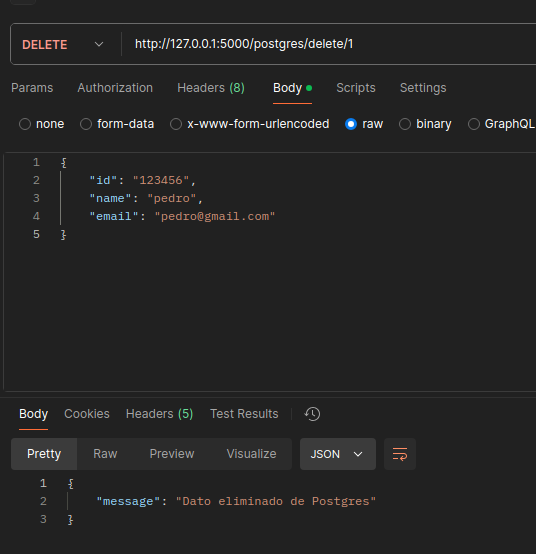 DELETE http://127.0.0.1:5000/postgres/delete/1
Params Authorization Headers (8) Body Scripts Settings
none form-data x-www-form-urlencoded raw binary GraphQL
1 {
2 "id": "123456",
3 "name": "pedro",
4 "email": "pedro@gmail.com"
5 }
Body Cookies Headers (5) Test Results
Pretty Raw Preview Visualize JSON
1 {
2 "message": "Dato eliminado de Postgres"
3 }